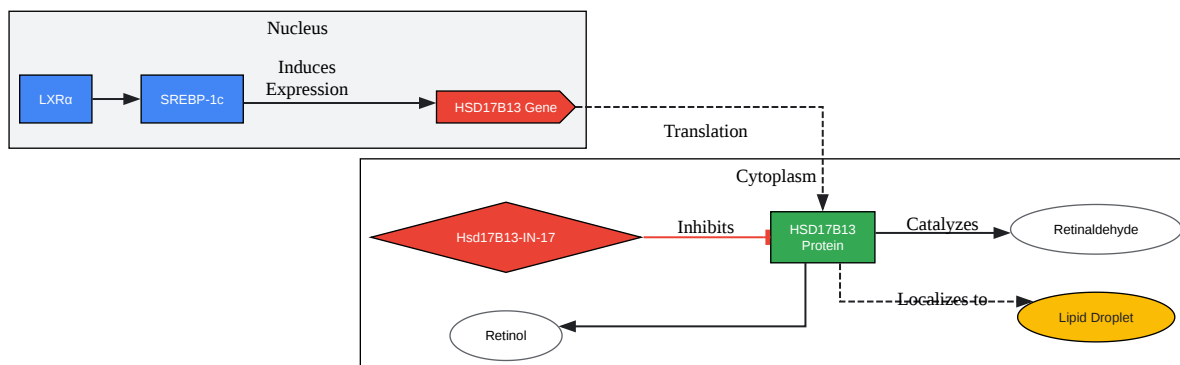 Nucleus
Induces
Expression
LXRα
SREBP-1c
HSD17B13 Gene
Translation
Cytoplasm
Hsd17B13-IN-17
Inhibits
HSD17B13
Protein
Catalyzes
Retinaldehyde
Localizes to
Lipid Droplet
Retinol